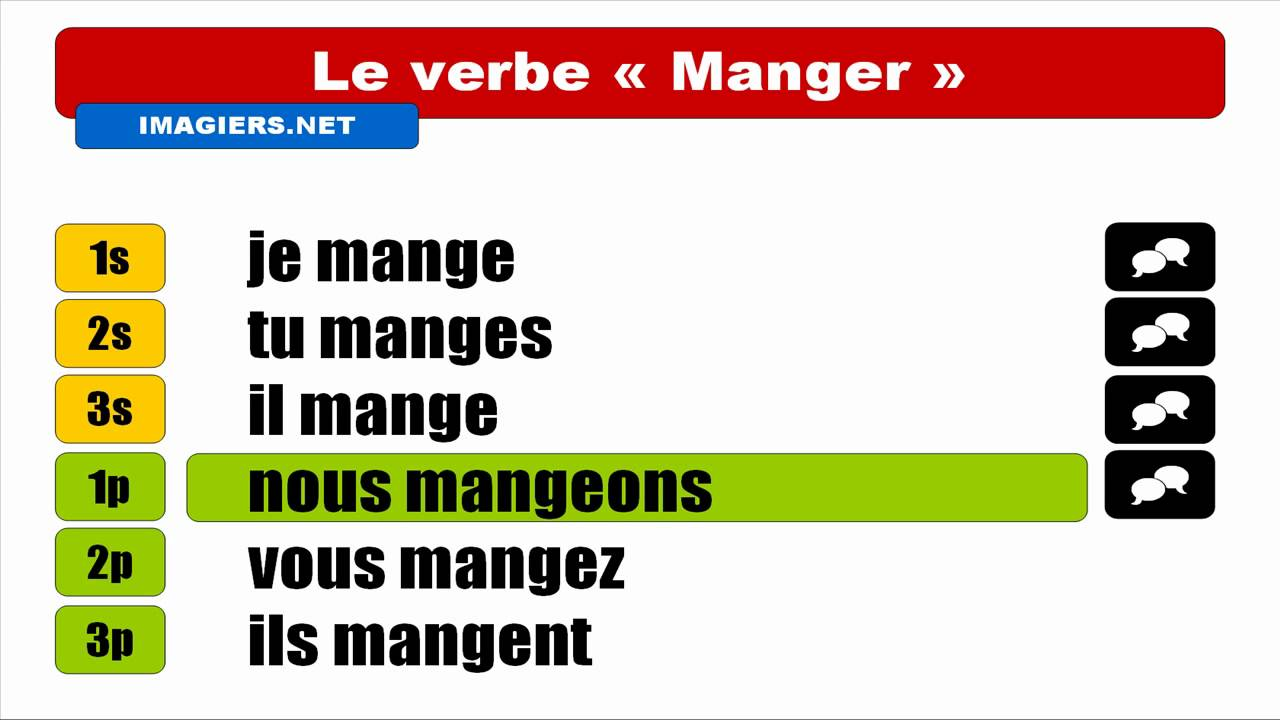 Le verbe « Manger »
IMAGIERS.NET
1s je mange
2s tu manges
3s il mange
1p nous mangeons
2p vous mangez
3p ils mangent